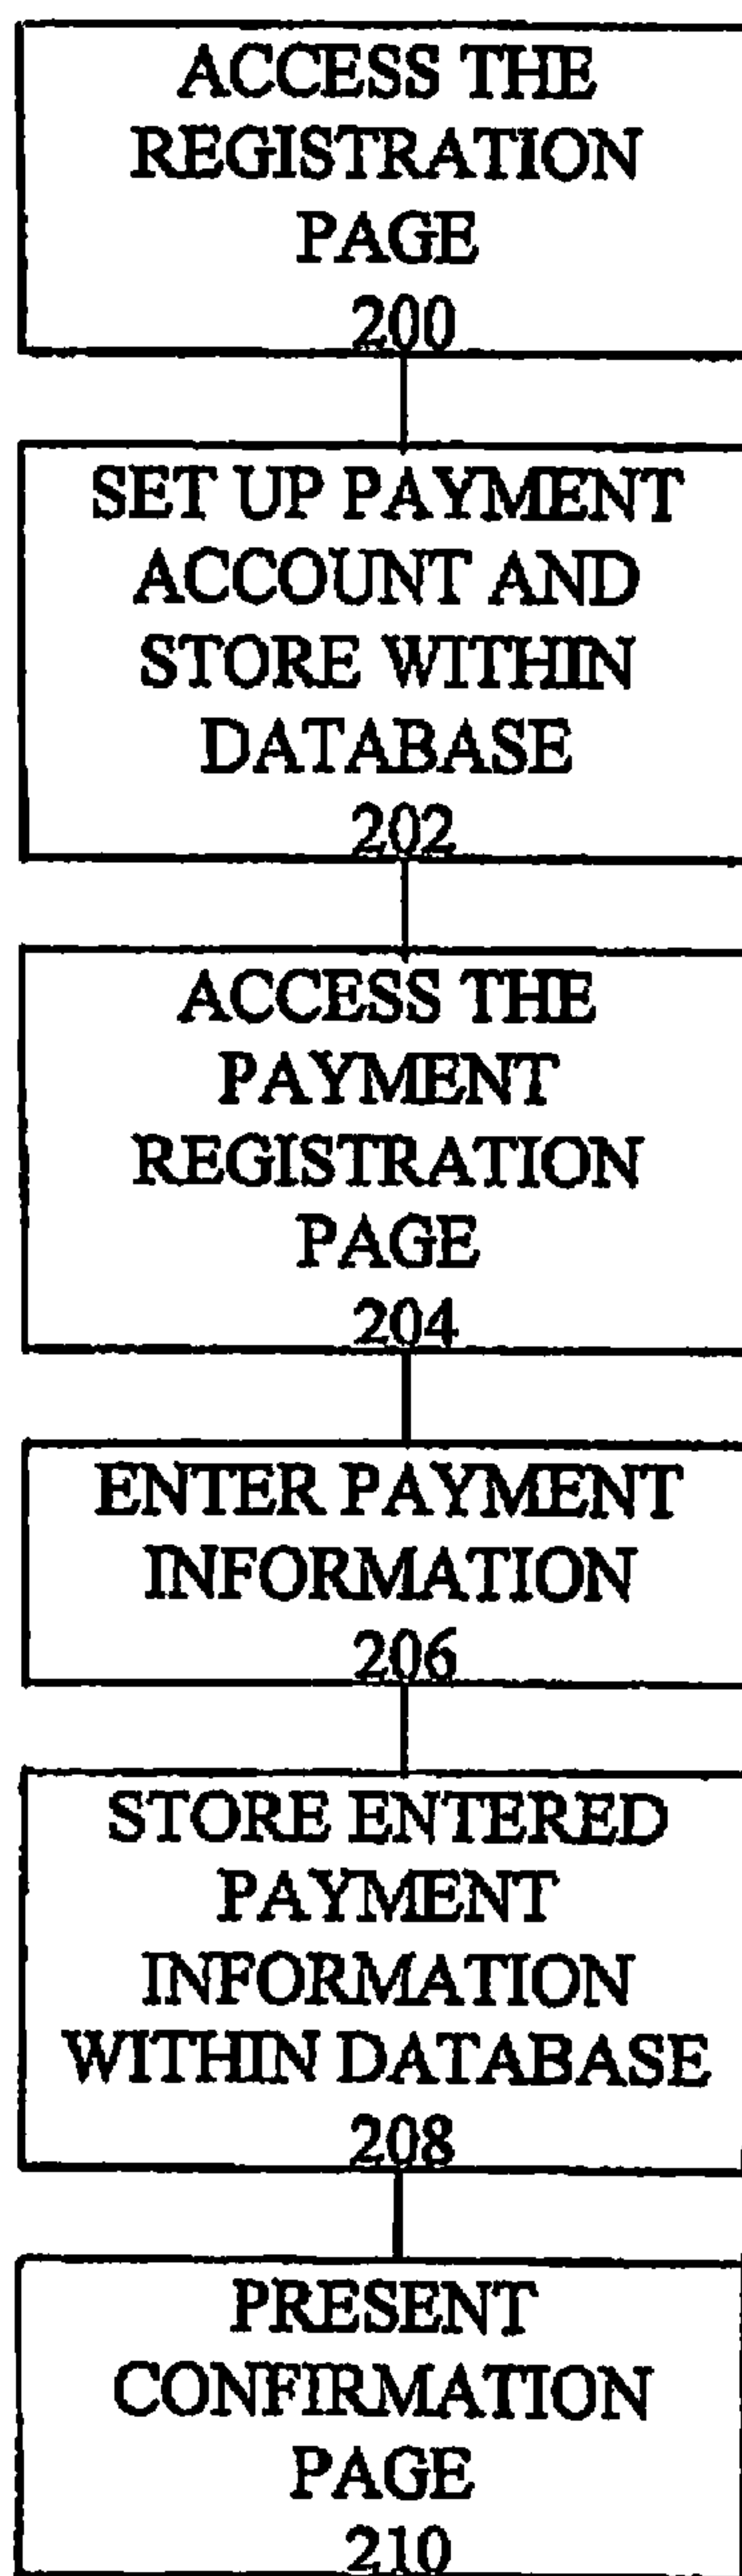 ACCESS THE
REGISTRATION
PAGE
200
SET UP PAYMENT
ACCOUNT AND
STORE WITHIN
DATABASE
202
ACCESS THE
PAYMENT
REGISTRATION
PAGE
204
ENTER PAYMENT
INFORMATION
206
STORE ENTERED
PAYMENT
INFORMATION
WITHIN DATABASE
208
PRESENT
CONFIRMATION
PAGE
210